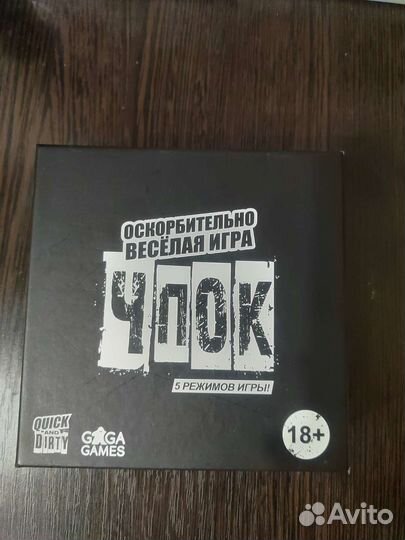 ОСКОРБИТЕЛЬНО
ВЕСЁЛАЯ ИГРА
ЧПОК
5 РЕЖИМОВ ИГРЫ!
QUICK
AND
DIRTY
GAGA
GAMES
18+
Avito